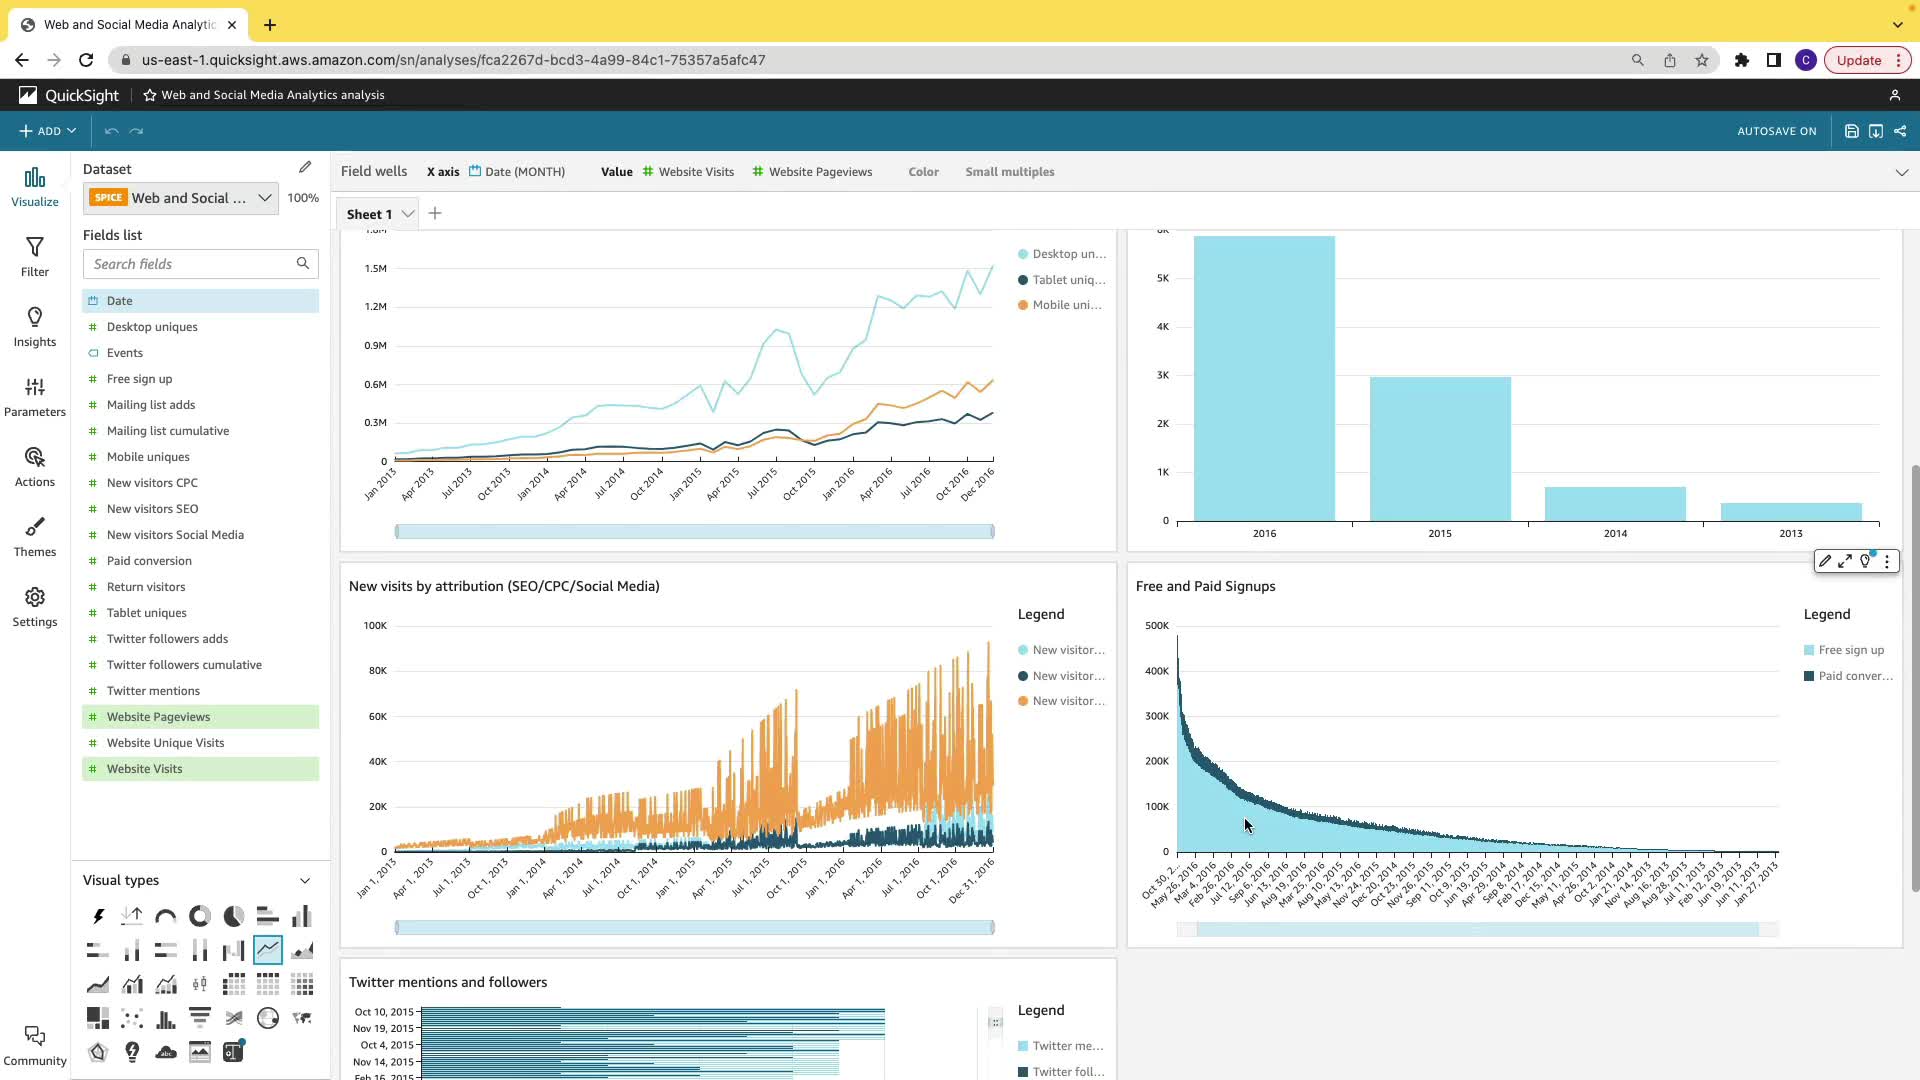 Web and Social Media Analytic
us-east-1.quicksight.aws.amazon.com/sn/analyses/fca2267d-bcd3-4a99-84c1-75357a5afc47
C
Update
QuickSight
Web and Social Media Analytics analysis
ADD
AUTOSAVE ON
Visualize
Filter
Insights
Parameters
Actions
Themes
Settings
Community
Dataset
SPICE Web and Social ... 100%
Fields list
Search fields
Date
Desktop uniques
Events
Free sign up
Mailing list adds
Mailing list cumulative
Mobile uniques
New visitors CPC
New visitors SEO
New visitors Social Media
Paid conversion
Return visitors
Tablet uniques
Twitter followers adds
Twitter followers cumulative
Twitter mentions
Website Pageviews
Website Unique Visits
Website Visits
Visual types
Field wells X axis Date (MONTH) Value Website Visits Website Pageviews Color Small multiples
Sheet 1
1.8M
1.5M
1.2M
0.9M
0.6M
0.3M
0
Jan 2013 Apr 2013 Jul 2013 Oct 2013 Jan 2014 Apr 2014 Jul 2014 Oct 2014 Jan 2015 Apr 2015 Jul 2015 Oct 2015 Jan 2016 Apr 2016 Jul 2016 Oct 2016 Dec 2016
Desktop un...
Tablet uniq...
Mobile uni...
6K
5K
4K
3K
2K
1K
0
2016 2015 2014 2013
New visits by attribution (SEO/CPC/Social Media)
100K
80K
60K
40K
20K
0
Jan 1, 2013 Apr 1, 2013 Jul 1, 2013 Oct 1, 2013 Jan 1, 2014 Apr 1, 2014 Jul 1, 2014 Oct 1, 2014 Jan 1, 2015 Apr 1, 2015 Jul 1, 2015 Oct 1, 2015 Jan 1, 2016 Apr 1, 2016 Jul 1, 2016 Oct 1, 2016 Dec 31, 2016
Legend
New visitor...
New visitor...
New visitor...
Free and Paid Signups
500K
400K
300K
200K
100K
0
Oct 30, 2... May 26, 2016 Mar 4, 2016 Feb 26, 2016 Jul 12, 2016 Sep 6, 2016 Jun 13, 2016 Aug 19, 2016 Mar 25, 2016 Aug 10, 2013 May 13, 2016 Nov 24, 2015 Dec 20, 2014 Oct 23, 2015 Nov 26, 2015 Sep 11, 2015 Oct 9, 2013 Jun 19, 2015 Apr 29, 2014 Sep 8, 2014 Feb 17, 2014 Dec 15, 2014 May 11, 2015 Apr 26, 2014 Oct 2, 2013 Jan 21, 2014 Nov 14, 2013 Aug 16, 2013 Aug 28, 2013 Jul 11, 2013 Feb 12, 2013 Jun 19, 2013 Jun 11, 2013 Jan 27, 2013
Legend
Free sign up
Paid conver...
Twitter mentions and followers
Oct 10, 2015
Nov 19, 2015
Oct 4, 2015
Nov 14, 2015
Feb 16, 2015
Legend
Twitter me...
Twitter foll...